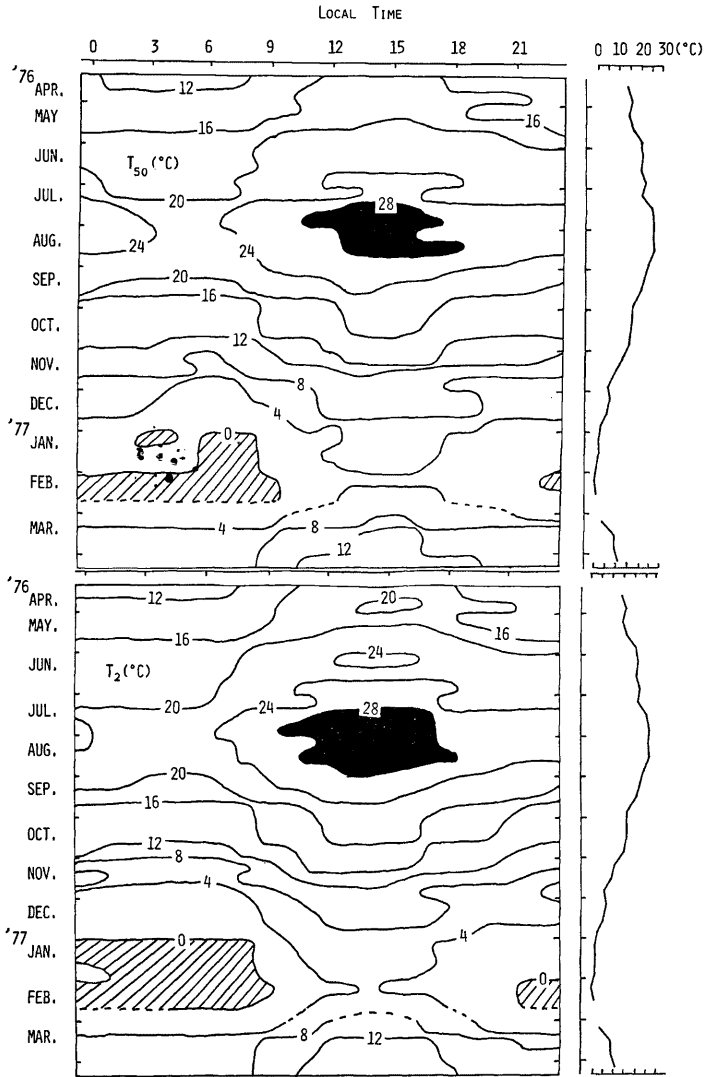 LOCAL TIME
0 3 6 9 12 15 18 21 0 10 20 30(°C)
'76
APR. 12
MAY 16 16
JUN.
T50(°C)
JUL. 20 28
AUG. 24 24
SEP. 20
16
OCT.
12
NOV.
8
DEC.
4
'77
JAN. 0
FEB.
MAR. 4 8
12
'76
APR. 12 20
MAY. 16 16
JUN. 24
T2(°C)
JUL. 20 24 28
AUG.
SEP. 20
16
OCT.
12
8
NOV.
4
DEC.
'77 4
JAN. 0
0
FEB.
MAR. 8 12